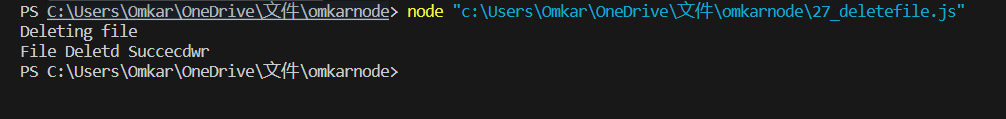 PS C:\Users\Omkar\OneDrive\文件\omkarnode> node "c:\Users\Omkar\OneDrive\文件\omkarnode\27_deletefile.js"
Deleting file
File Deletd Succecdwr
PS C:\Users\Omkar\OneDrive\文件\omkarnode>